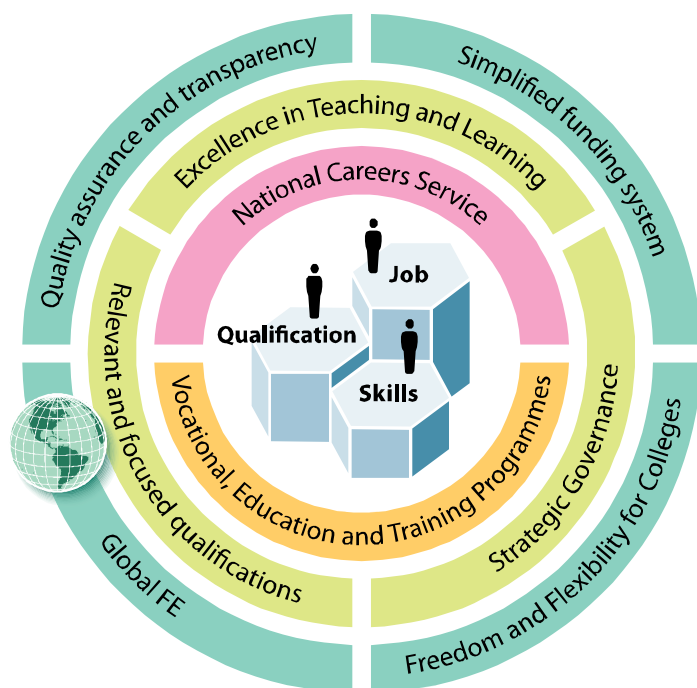 Quality assurance and transparency
Simplified funding system
Excellence in Teaching and Learning
National Careers Service
Job
Qualification
Skills
Relevant and focused qualifications
Vocational, Education and Training Programmes
Strategic Governance
Global FE
Freedom and Flexibility for Colleges